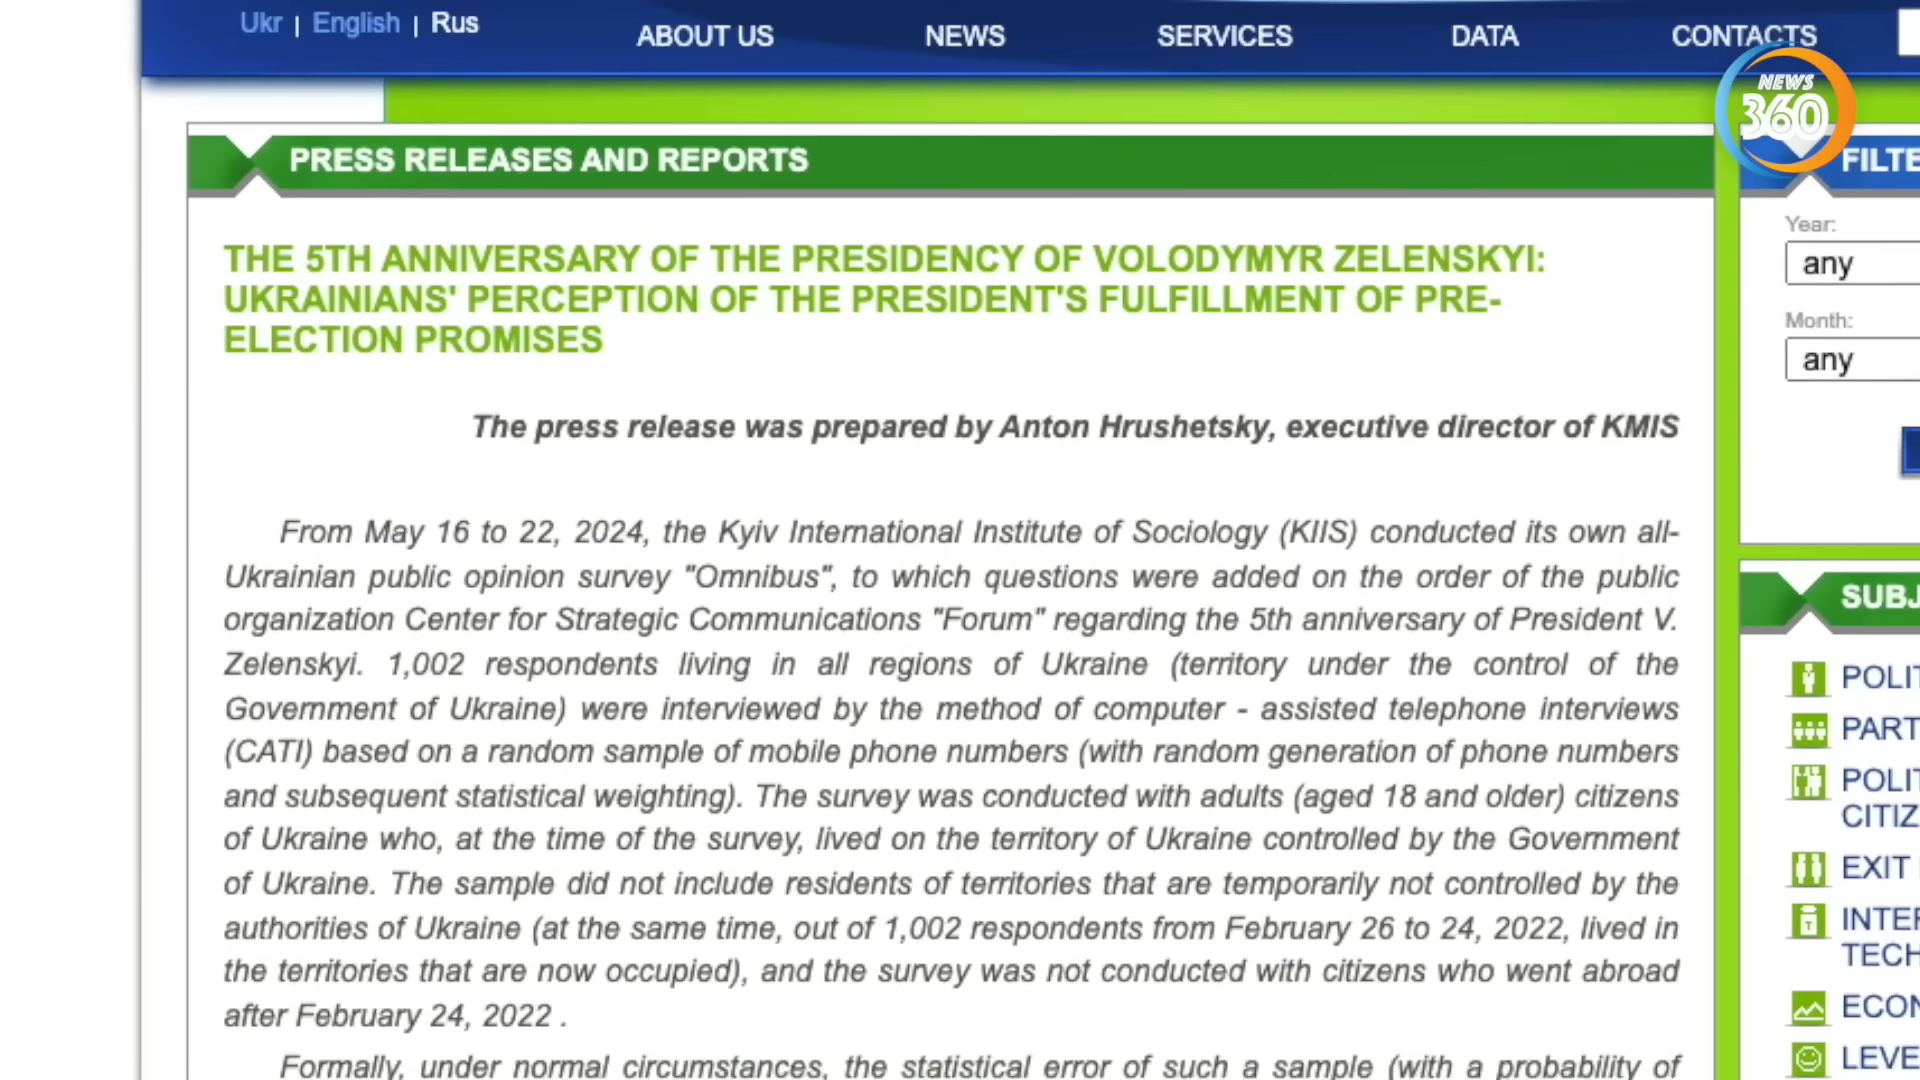 Ukr | English | Rus
ABOUT US
NEWS
SERVICES
DATA
CONTACTS
NEWS
360
PRESS RELEASES AND REPORTS
THE 5TH ANNIVERSARY OF THE PRESIDENCY OF VOLODYMYR ZELENSKYI:
UKRAINIANS' PERCEPTION OF THE PRESIDENT'S FULFILLMENT OF PRE-
ELECTION PROMISES
The press release was prepared by Anton Hrushetsky, executive director of KMIS
From May 16 to 22, 2024, the Kyiv International Institute of Sociology (KIIS) conducted its own all-
Ukrainian public opinion survey "Omnibus", to which questions were added on the order of the public
organization Center for Strategic Communications "Forum" regarding the 5th anniversary of President V.
Zelenskyi. 1,002 respondents living in all regions of Ukraine (territory under the control of the
Government of Ukraine) were interviewed by the method of computer - assisted telephone interviews
(CATI) based on a random sample of mobile phone numbers (with random generation of phone numbers
and subsequent statistical weighting). The survey was conducted with adults (aged 18 and older) citizens
of Ukraine who, at the time of the survey, lived on the territory of Ukraine controlled by the Government
of Ukraine. The sample did not include residents of territories that are temporarily not controlled by the
authorities of Ukraine (at the same time, out of 1,002 respondents from February 26 to 24, 2022, lived in
the territories that are now occupied), and the survey was not conducted with citizens who went abroad
after February 24, 2022 .
Formally, under normal circumstances, the statistical error of such a sample (with a probability of
FILTE
Year:
any
Month:
any
SUBJ
POLIT
PART
POLIT
CITIZ
EXIT
INTER
TECH
ECON
LEVE